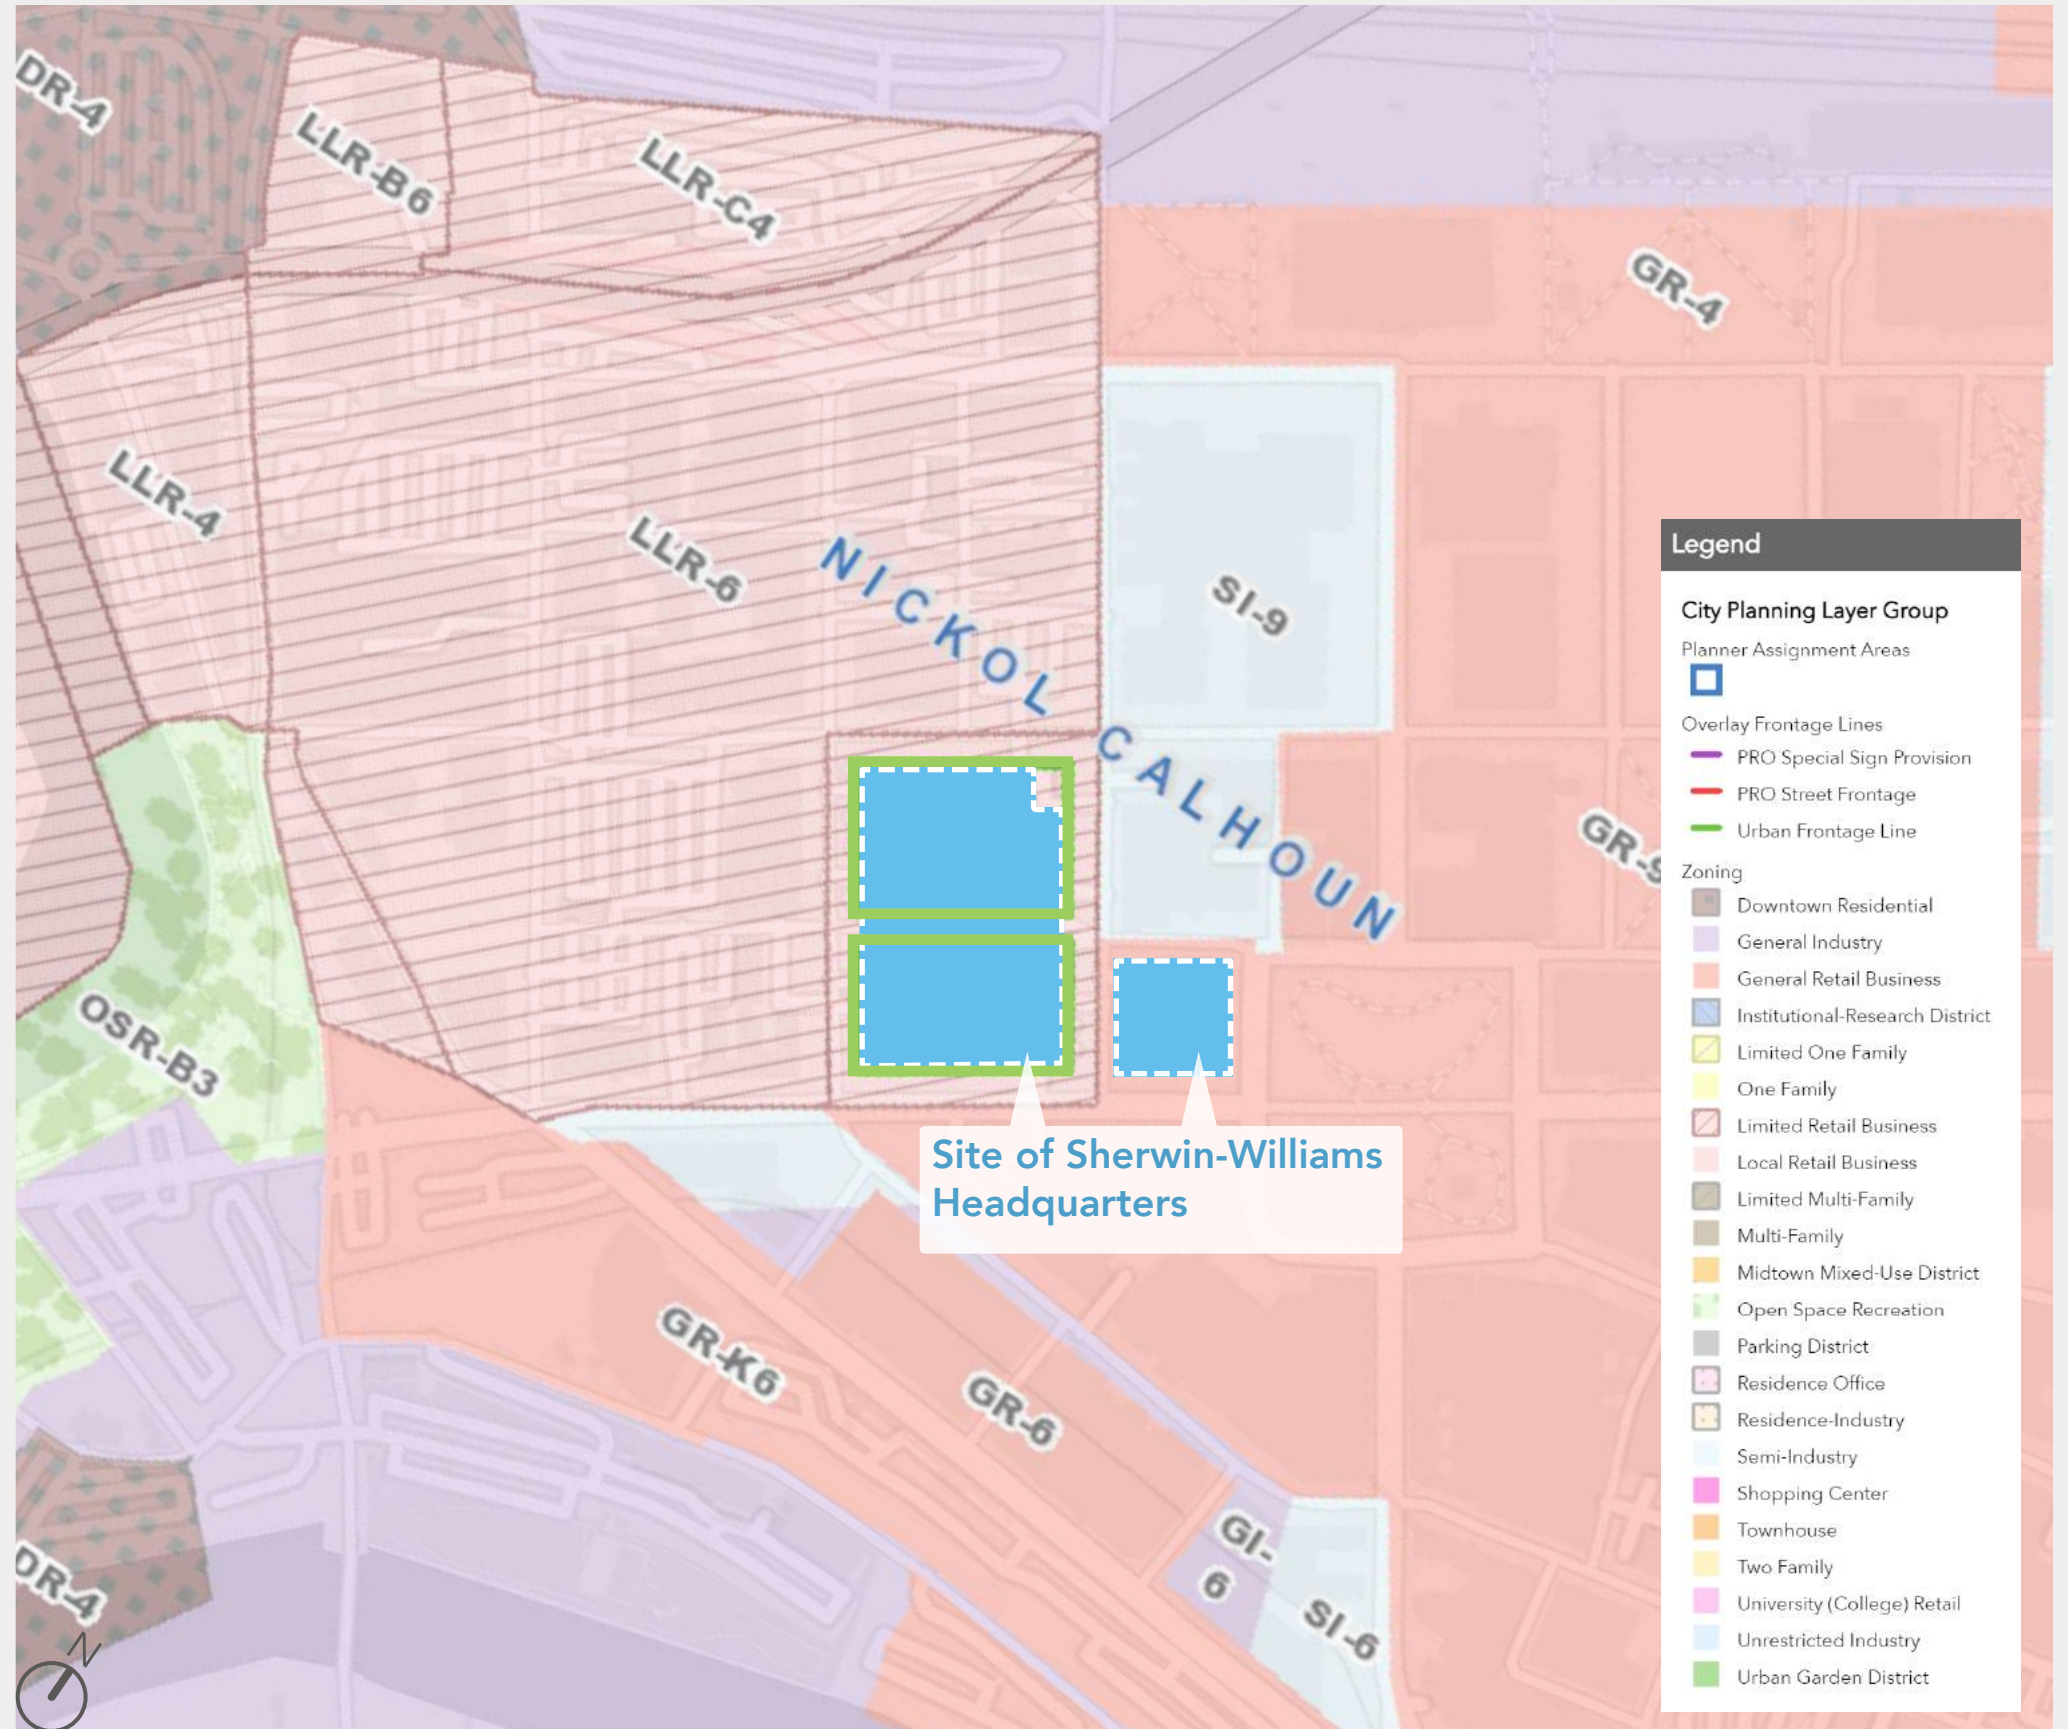 DR-4
LLR-B6
LLR-C4
GR-4
LLR-4
LLR-6
NICKOL
CALHOUN
SI-9
GR-9
OSR-B3
Site of Sherwin-Williams
Headquarters
GR-K6
GR-6
GI-
6
SI-6
DR-4
N
Legend
City Planning Layer Group
Planner Assignment Areas
Overlay Frontage Lines
PRO Special Sign Provision
PRO Street Frontage
Urban Frontage Line
Zoning
Downtown Residential
General Industry
General Retail Business
Institutional-Research District
Limited One Family
One Family
Limited Retail Business
Local Retail Business
Limited Multi-Family
Multi-Family
Midtown Mixed-Use District
Open Space Recreation
Parking District
Residence Office
Residence-Industry
Semi-Industry
Shopping Center
Townhouse
Two Family
University (College) Retail
Unrestricted Industry
Urban Garden District